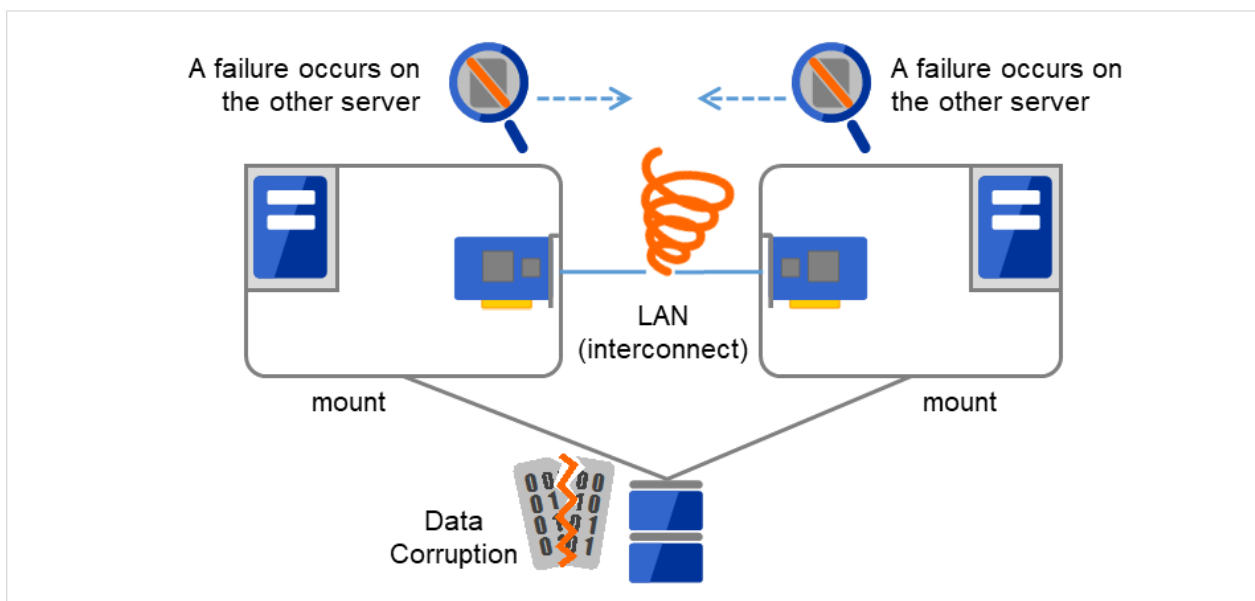 A failure occurs on
the other server
A failure occurs on
the other server
LAN
(interconnect)
mount
mount
Data
Corruption